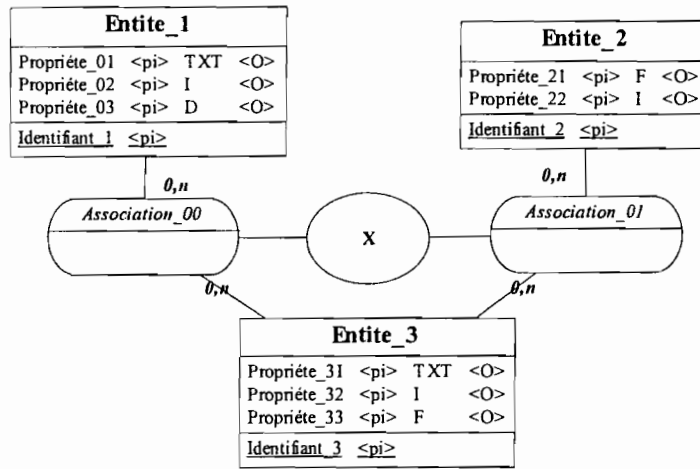 Entite_1
Propriéte_01 <pi> TXT <O>
Propriéte_02 <pi> I <O>
Propriéte_03 <pi> D <O>
Identifiant_1 <pi>
Entite_2
Propriéte_21 <pi> F <O>
Propriéte_22 <pi> I <O>
Identifiant_2 <pi>
0,n
0,n
Association_00
X
Association_01
0,n
0,n
Entite_3
Propriéte_31 <pi> TXT <O>
Propriéte_32 <pi> I <O>
Propriéte_33 <pi> F <O>
Identifiant_3 <pi>